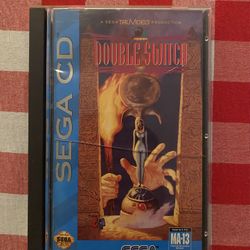 A SEGA TRUVIDEO PRODUCTION
DOUBLE SWITCH
SEGA CD
MA-13
SEGA